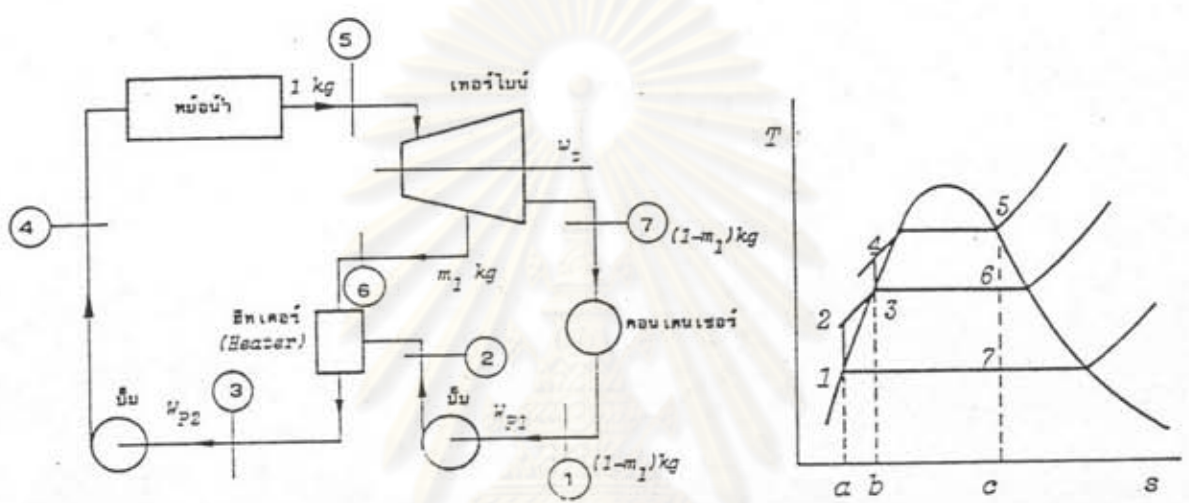 5
เทอร์ไบน์
หม้อน้ำ
1 kg
4
7
(1-m₁)kg
m₁ kg
6
ฮีทเตอร์
(Heater)
คอนเดนเซอร์
2
ปั๊ม
W_P2
3
ปั๊ม
W_P1
1
(1-m₁)kg
T
5
4
6
2
3
1
7
a b c s